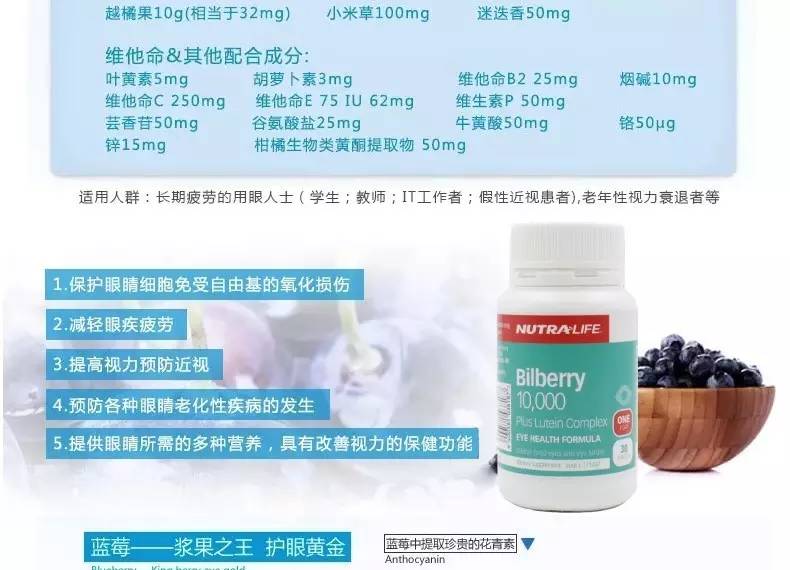 越橘果10g(相当于32mg) 小米草100mg 迷迭香50mg
维他命&其他配合成分:
叶黄素5mg 胡萝卜素3mg 维他命B2 25mg 烟碱10mg
维他命C 250mg 维他命E 75 IU 62mg 维生素P 50mg
芸香苷50mg 谷氨酸盐25mg 牛黄酸50mg 铬50μg
锌15mg 柑橘生物类黄酮提取物 50mg
适用人群：长期疲劳的用眼人士（学生；教师；IT工作者；假性近视患者),老年性视力衰退者等
1.保护眼睛细胞免受自由基的氧化损伤
2.减轻眼疾疲劳
3.提高视力预防近视
4.预防各种眼睛老化性疾病的发生
5.提供眼睛所需的多种营养，具有改善视力的保健功能
NUTRA-LIFE
Bilberry
10,000
Plus Lutein Complex
ONE
EYE HEALTH FORMULA
30
蓝莓——浆果之王 护眼黄金
Blueberry King berry eye gold
蓝莓中提取珍贵的花青素
Anthocyanin